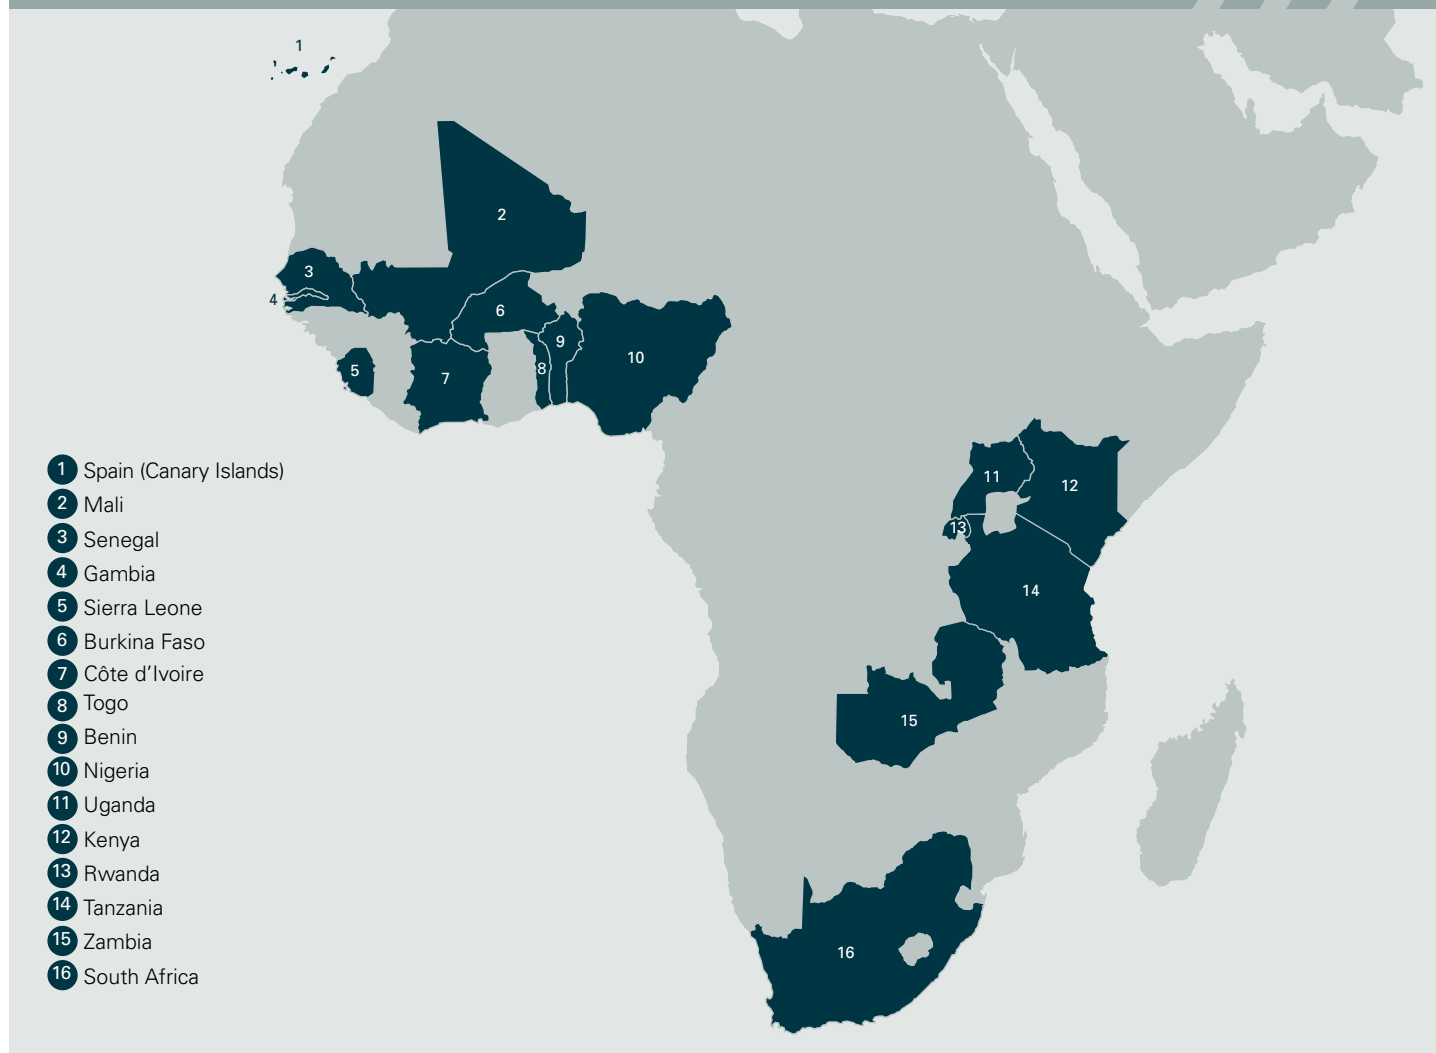 1
2
3
4
5
6
7
8
9
10
11
12
13
14
15
16
1 Spain (Canary Islands)
2 Mali
3 Senegal
4 Gambia
5 Sierra Leone
6 Burkina Faso
7 Côte d’Ivoire
8 Togo
9 Benin
10 Nigeria
11 Uganda
12 Kenya
13 Rwanda
14 Tanzania
15 Zambia
16 South Africa